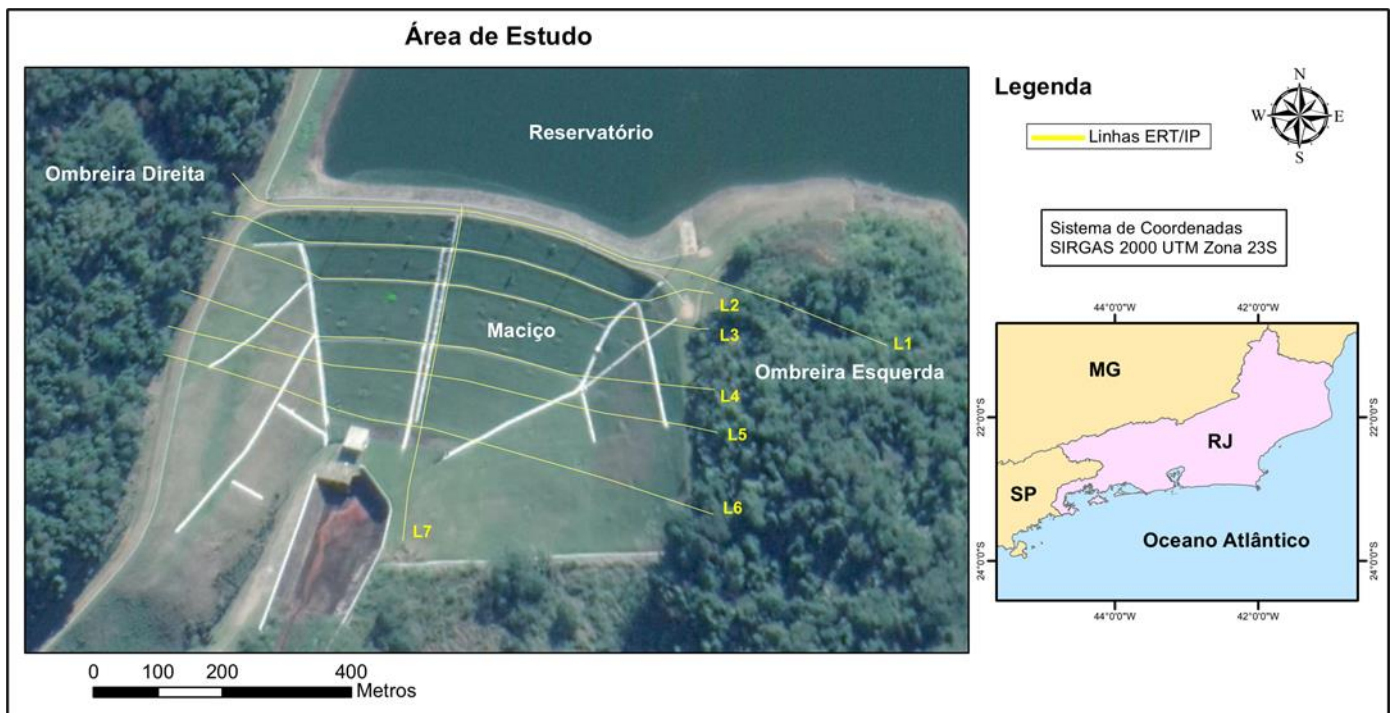 Área de Estudo
Reservatório
Ombreira Direita
Maciço
Ombreira Esquerda
L1
L2
L3
L4
L5
L6
L7
0 100 200 400
Metros
Legenda
Linhas ERT/IP
N
W E
S
Sistema de Coordenadas
SIRGAS 2000 UTM Zona 23S
44°0'0"W 42°0'0"W
MG
22°0'0"S 22°0'0"S
RJ
SP
Oceano Atlântico
24°0'0"S 24°0'0"S
44°0'0"W 42°0'0"W